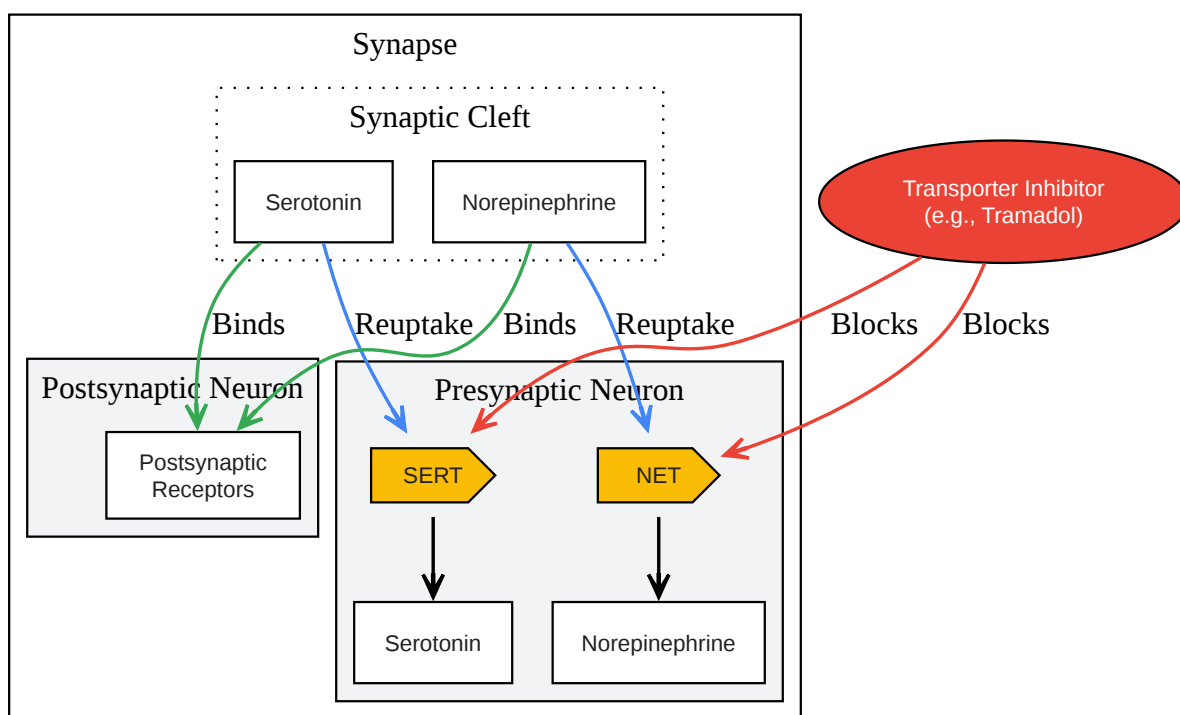 Synapse
Synaptic Cleft
Serotonin
Norepinephrine
Transporter Inhibitor
(e.g., Tramadol)
Binds
Reuptake
Binds
Reuptake
Blocks
Blocks
Postsynaptic Neuron
Presynaptic Neuron
Postsynaptic
Receptors
SERT
NET
Serotonin
Norepinephrine